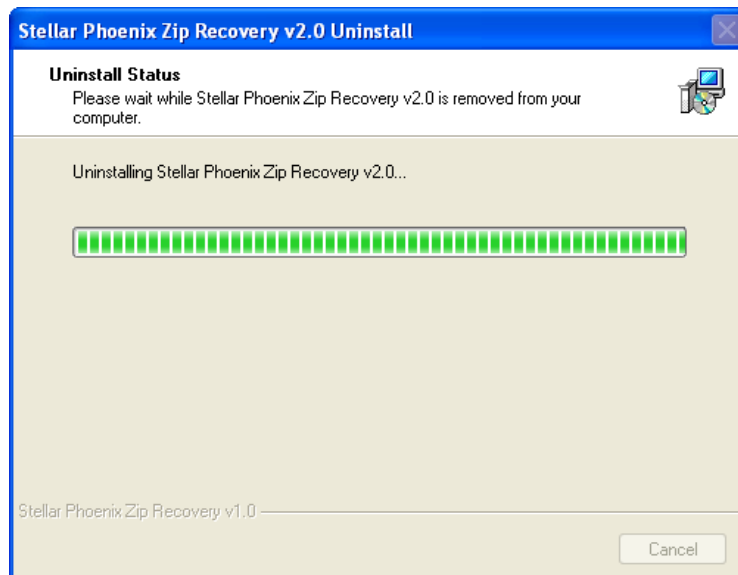 Stellar Phoenix Zip Recovery v2.0 Uninstall
Uninstall Status
Please wait while Stellar Phoenix Zip Recovery v2.0 is removed from your
computer.
Uninstalling Stellar Phoenix Zip Recovery v2.0...
Stellar Phoenix Zip Recovery v1.0
Cancel